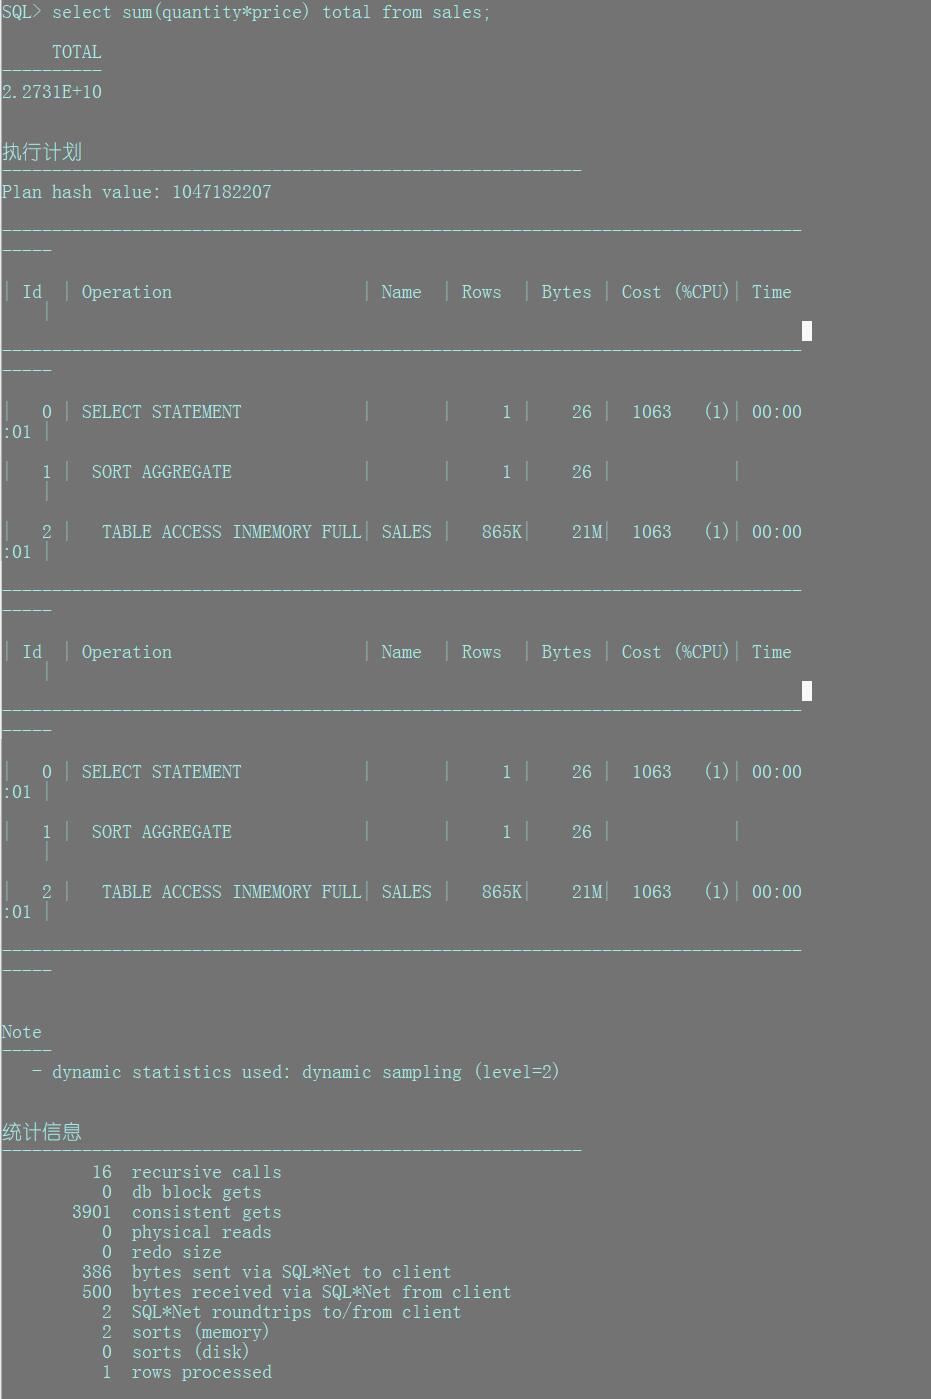 SQL> select sum(quantity*price) total from sales;
     TOTAL
----------
2.2731E+10
执行计划
----------------------------------------------------------
Plan hash value: 1047182207
--------------------------------------------------------------------------------
-----
| Id  | Operation                   | Name  | Rows  | Bytes | Cost (%CPU)| Time
    |
--------------------------------------------------------------------------------
-----
|   0 | SELECT STATEMENT            |       |     1 |    26 |  1063   (1)| 00:00
:01 |
|   1 |  SORT AGGREGATE             |       |     1 |    26 |            |
    |
|   2 |   TABLE ACCESS INMEMORY FULL| SALES |   865K|    21M|  1063   (1)| 00:00
:01 |
--------------------------------------------------------------------------------
-----
| Id  | Operation                   | Name  | Rows  | Bytes | Cost (%CPU)| Time
    |
--------------------------------------------------------------------------------
-----
|   0 | SELECT STATEMENT            |       |     1 |    26 |  1063   (1)| 00:00
:01 |
|   1 |  SORT AGGREGATE             |       |     1 |    26 |            |
    |
|   2 |   TABLE ACCESS INMEMORY FULL| SALES |   865K|    21M|  1063   (1)| 00:00
:01 |
--------------------------------------------------------------------------------
-----
Note
-----
   - dynamic statistics used: dynamic sampling (level=2)
统计信息
----------------------------------------------------------
         16  recursive calls
          0  db block gets
       3901  consistent gets
          0  physical reads
          0  redo size
        386  bytes sent via SQL*Net to client
        500  bytes received via SQL*Net from client
          2  SQL*Net roundtrips to/from client
          2  sorts (memory)
          0  sorts (disk)
          1  rows processed